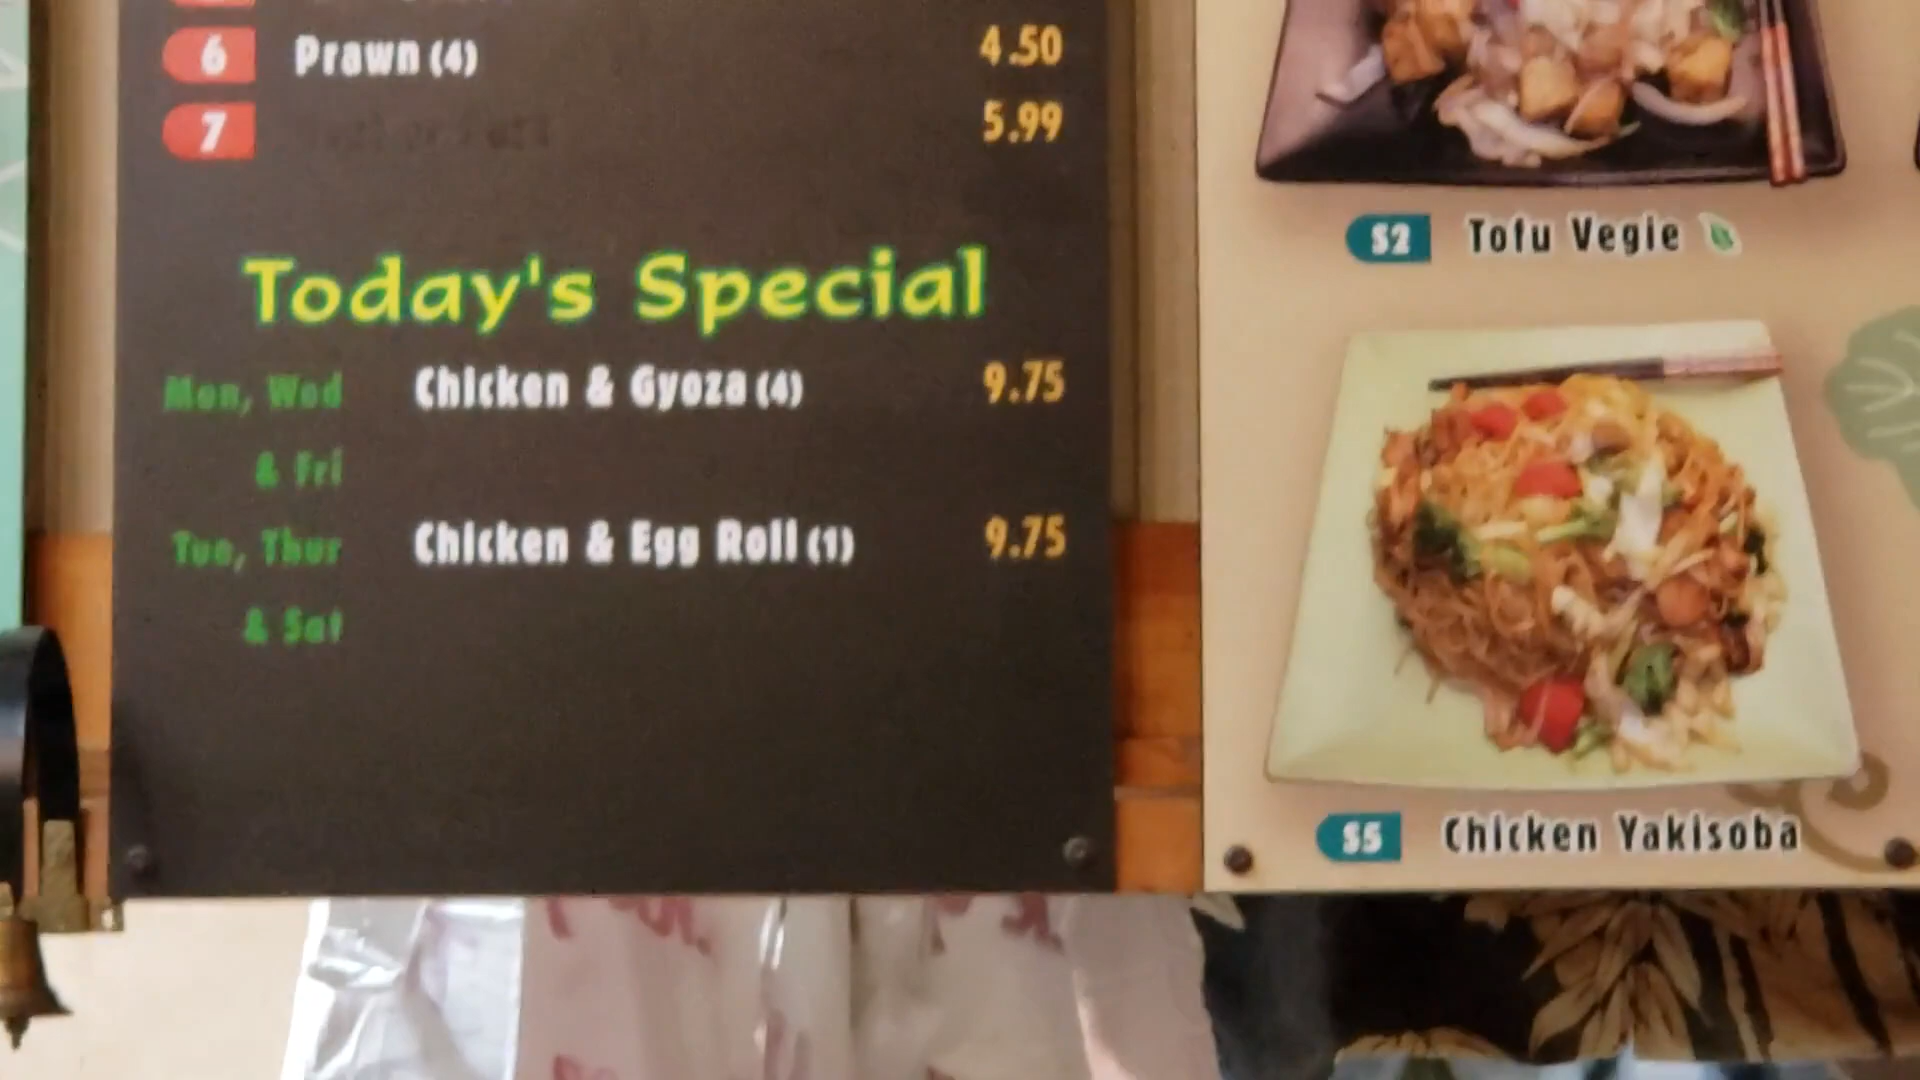 6 Prawn (4) 4.50
7 5.99
Today's Special
Mon, Wed Chicken & Gyoza (4) 9.75
& Fri
Tue, Thur Chicken & Egg Roll (1) 9.75
& Sat
S2 Tofu Vegie
S5 Chicken Yakisoba